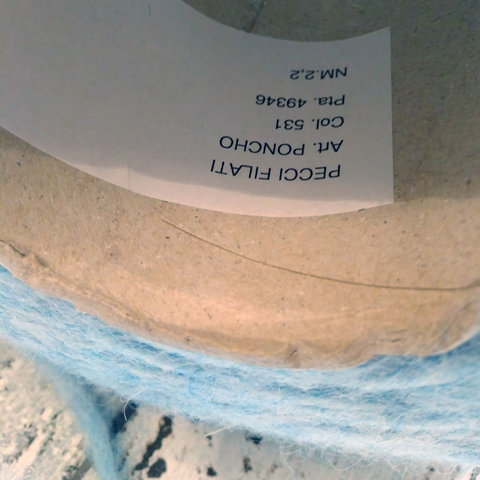 PECCI FILATI
Art. PONCHO
Col. 531
Pta. 49346
NM.2,2